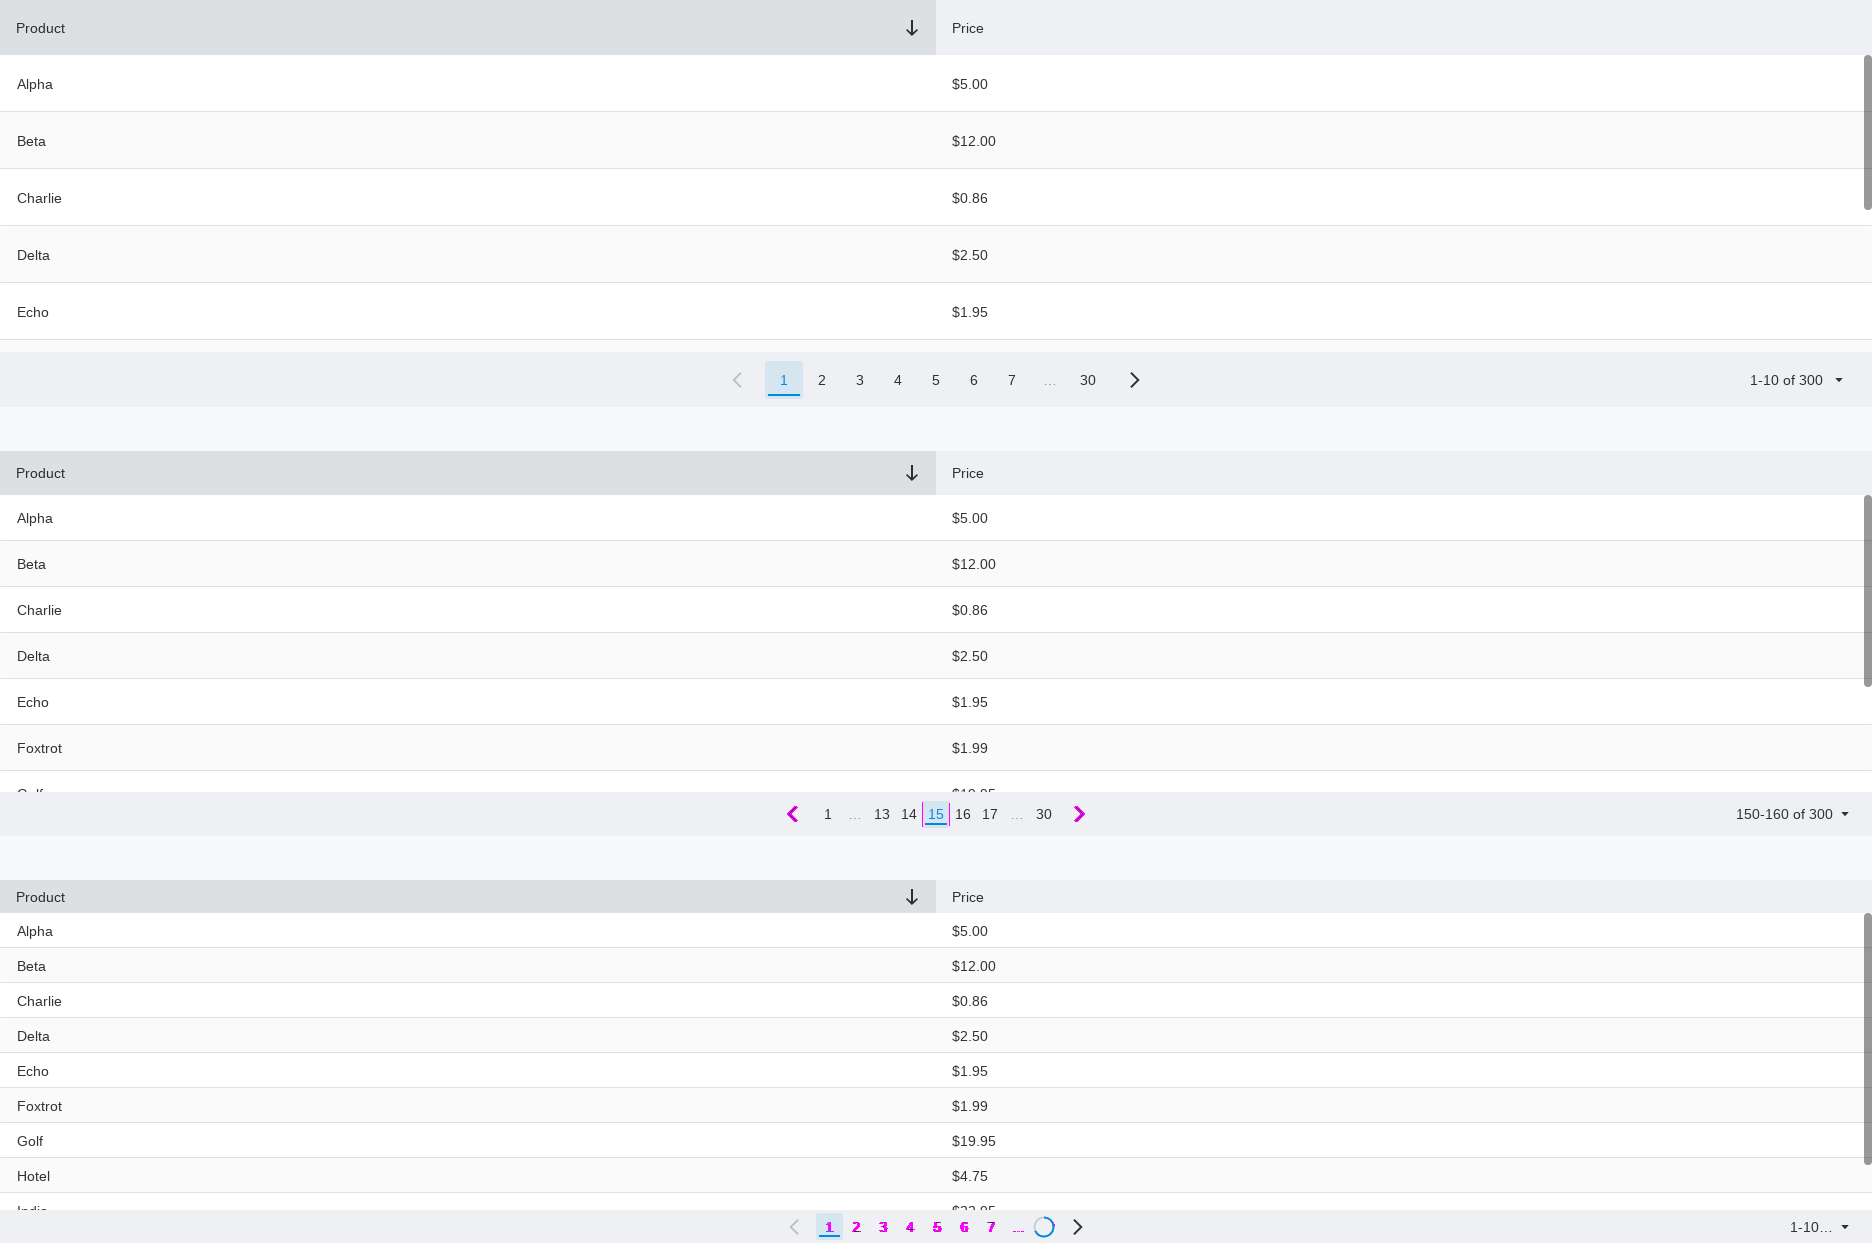 Product Price
Alpha $5.00
Beta $12.00
Charlie $0.86
Delta $2.50
Echo $1.95
1 2 3 4 5 6 7 ... 30 1-10 of 300
Product Price
Alpha $5.00
Beta $12.00
Charlie $0.86
Delta $2.50
Echo $1.95
Foxtrot $1.99
1 ... 13 14 15 16 17 ... 30 150-160 of 300
Product Price
Alpha $5.00
Beta $12.00
Charlie $0.86
Delta $2.50
Echo $1.95
Foxtrot $1.99
Golf $19.95
Hotel $4.75
1 2 3 4 5 6 7 ... 1-10...